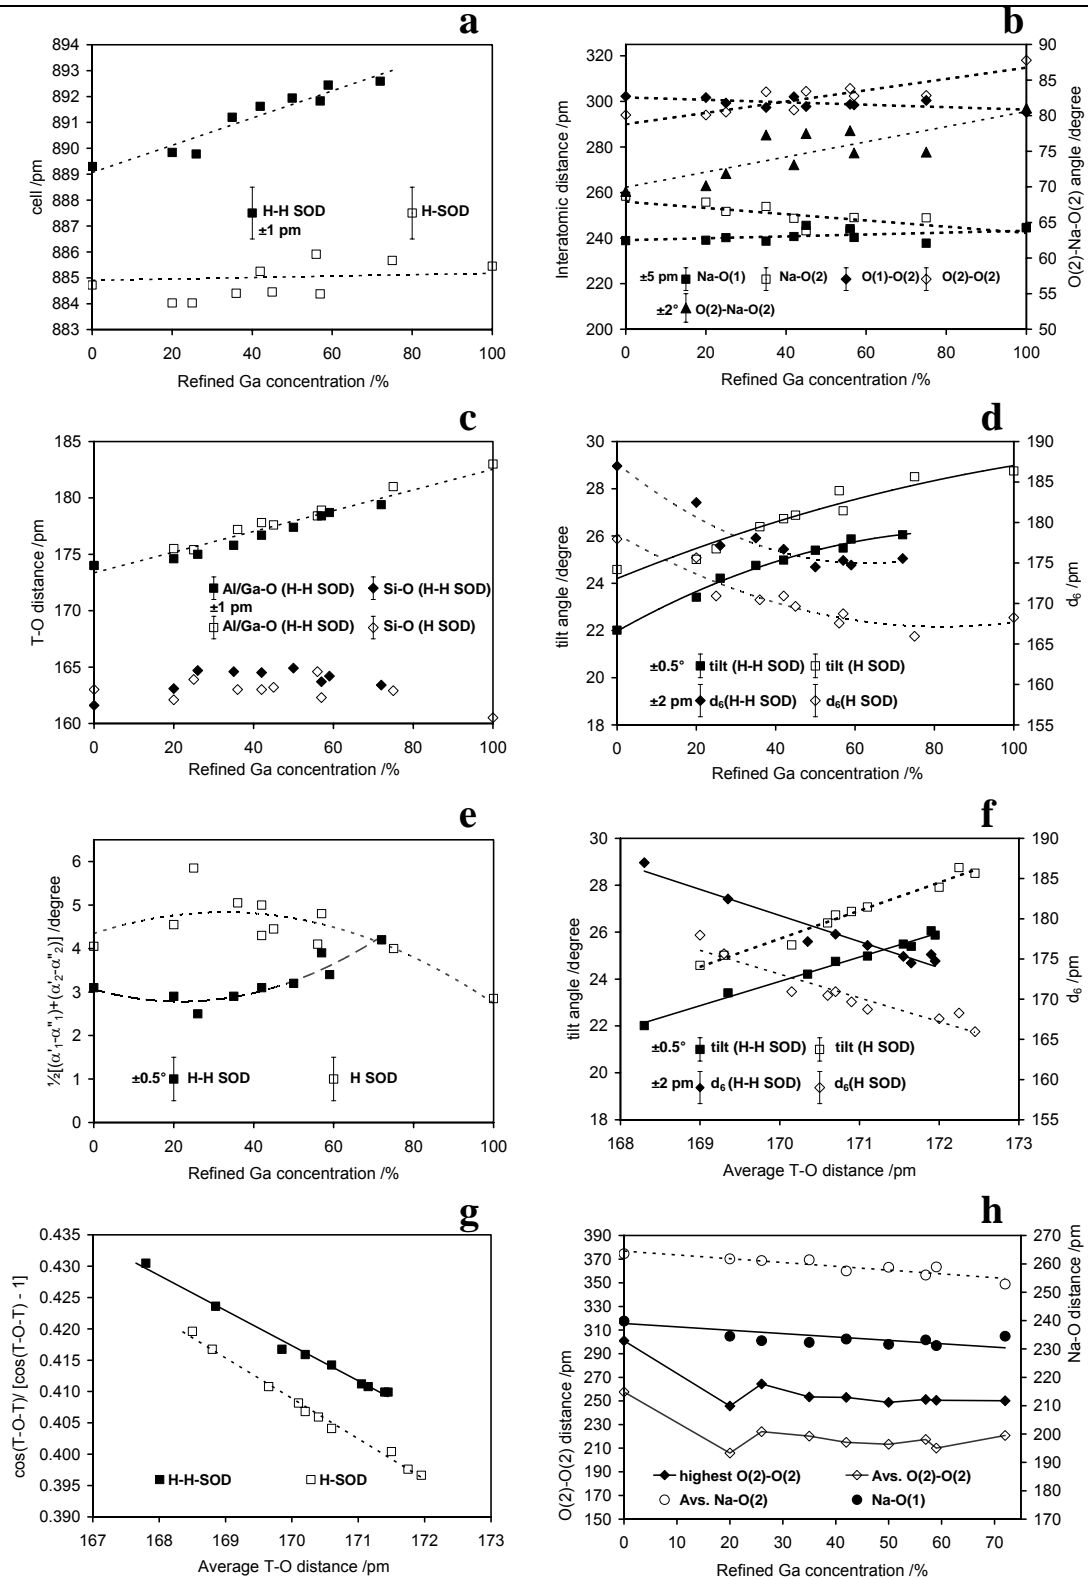 a
894
893
892
891
890
889
888
887
886
885
884
883
cell /pm
H-H SOD
±1 pm
H-SOD
0 20 40 60 80 100
Refined Ga concentration /%
b
320
300
280
260
240
220
200
Interatomic distance /pm
90
85
80
75
70
65
60
55
50
O(2)-Na-O(2) angle /degree
±5 pm Na-O(1) Na-O(2) O(1)-O(2) O(2)-O(2)
±2° O(2)-Na-O(2)
0 20 40 60 80 100
Refined Ga concentration /%
c
185
180
175
170
165
160
T-O distance /pm
Al/Ga-O (H-H SOD) Si-O (H-H SOD)
±1 pm
Al/Ga-O (H-H SOD) Si-O (H SOD)
0 20 40 60 80 100
Refined Ga concentration /%
d
30
28
26
24
22
20
18
tilt angle /degree
190
185
180
175
170
165
160
155
d6 /pm
±0.5° tilt (H-H SOD) tilt (H SOD)
±2 pm d6(H-H SOD) d6(H SOD)
0 20 40 60 80 100
Refined Ga concentration /%
e
6
5
4
3
2
1
0
½[(α'1-α"1)+(α'2-α"2)] /degree
±0.5° H-H SOD H SOD
0 20 40 60 80 100
Refined Ga concentration /%
f
30
28
26
24
22
20
18
tilt angle /degree
190
185
180
175
170
165
160
155
d6 /pm
±0.5° tilt (H-H SOD) tilt (H SOD)
±2 pm d6 (H-H SOD) d6(H SOD)
168 169 170 171 172 173
Average T-O distance /pm
g
0.435
0.430
0.425
0.420
0.415
0.410
0.405
0.400
0.395
0.390
cos(T-O-T)/ [cos(T-O-T) - 1]
H-H-SOD H-SOD
167 168 169 170 171 172 173
Average T-O distance /pm
h
390
370
350
330
310
290
270
250
230
210
190
170
150
O(2)-O(2) distance /pm
270
260
250
240
230
220
210
200
190
180
170
Na-O distance /pm
highest O(2)-O(2) Avs. O(2)-O(2)
Avs. Na-O(2) Na-O(1)
0 10 20 30 40 50 60 70
Refined Ga concentration /%